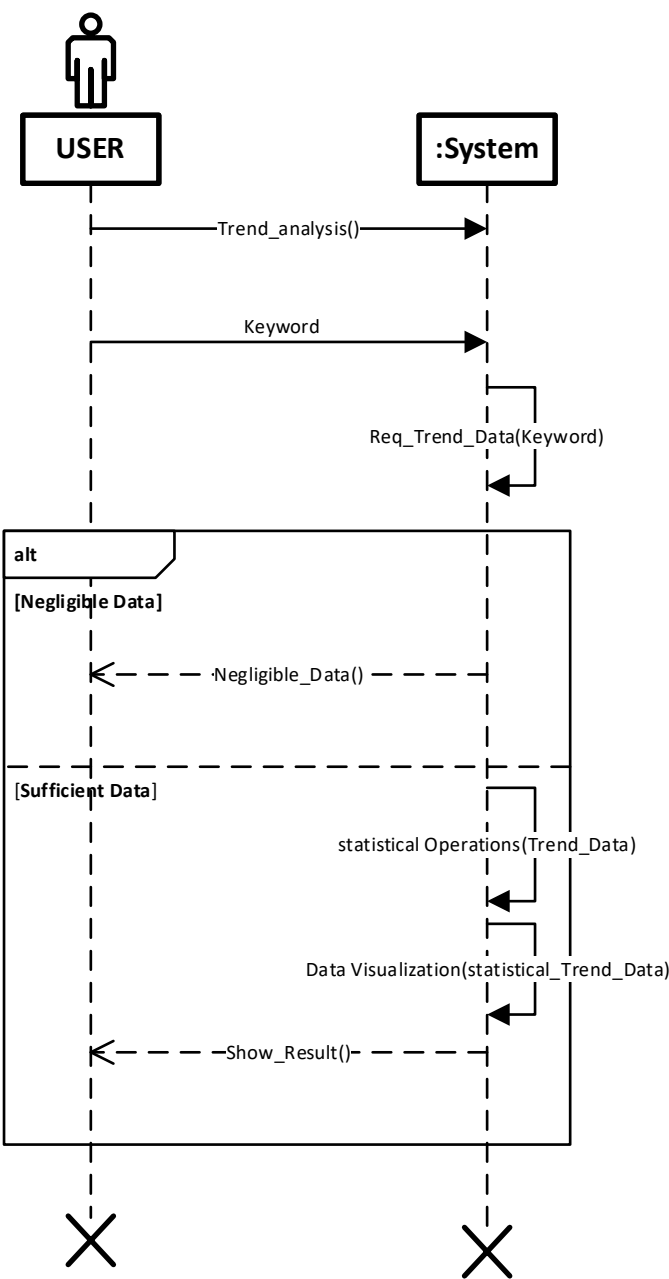 USER
:System
Trend_analysis()
Keyword
Req_Trend_Data(Keyword)
alt
[Negligible Data]
Negligible_Data()
[Sufficient Data]
statistical Operations(Trend_Data)
Data Visualization(statistical_Trend_Data)
Show_Result()